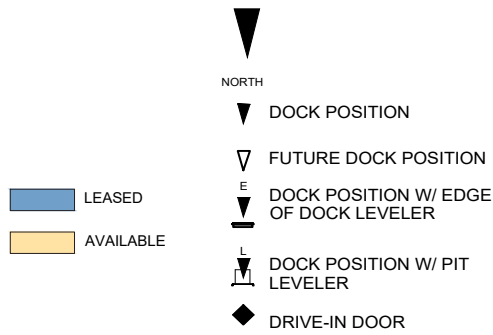 NORTH
DOCK POSITION
FUTURE DOCK POSITION
E
DOCK POSITION W/ EDGE
OF DOCK LEVELER
L
DOCK POSITION W/ PIT
LEVELER
DRIVE-IN DOOR
LEASED
AVAILABLE